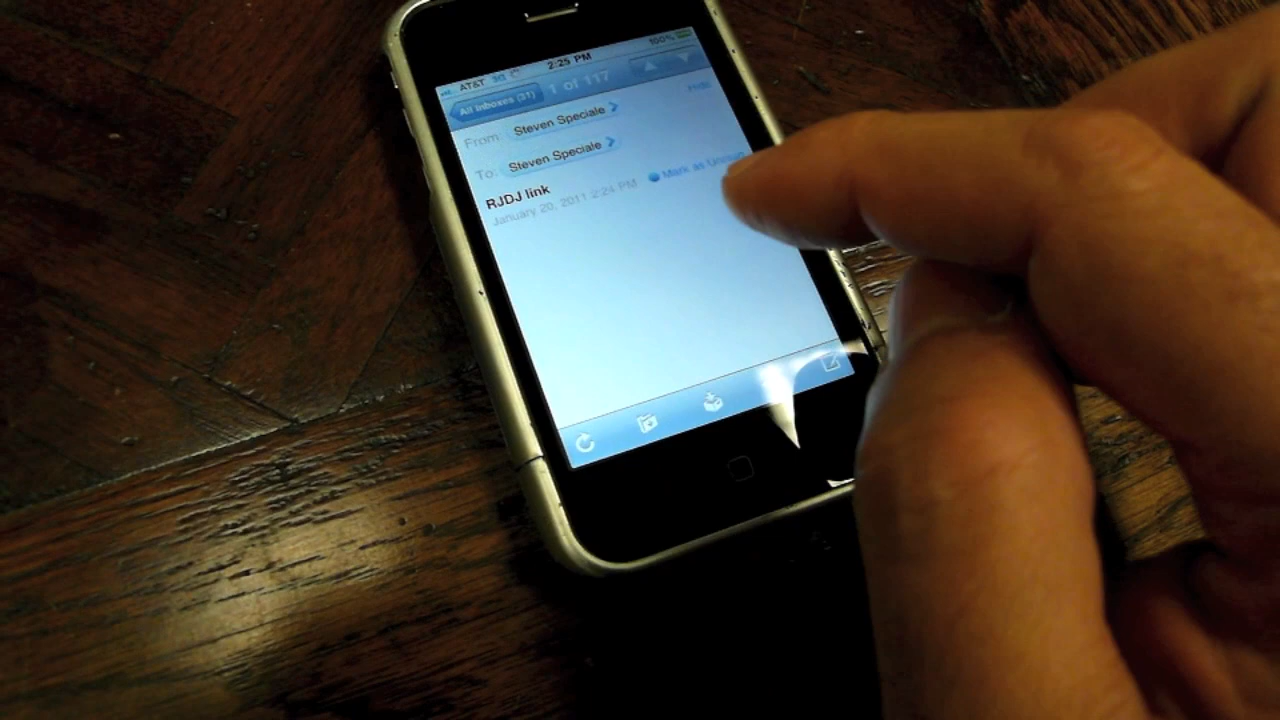 AT&T 3G 2:25 PM 100%
All Inboxes (31) 1 of 117
From: Steven Speciale Hide
To: Steven Speciale
RJDJ link
January 20, 2011 2:24 PM Mark as